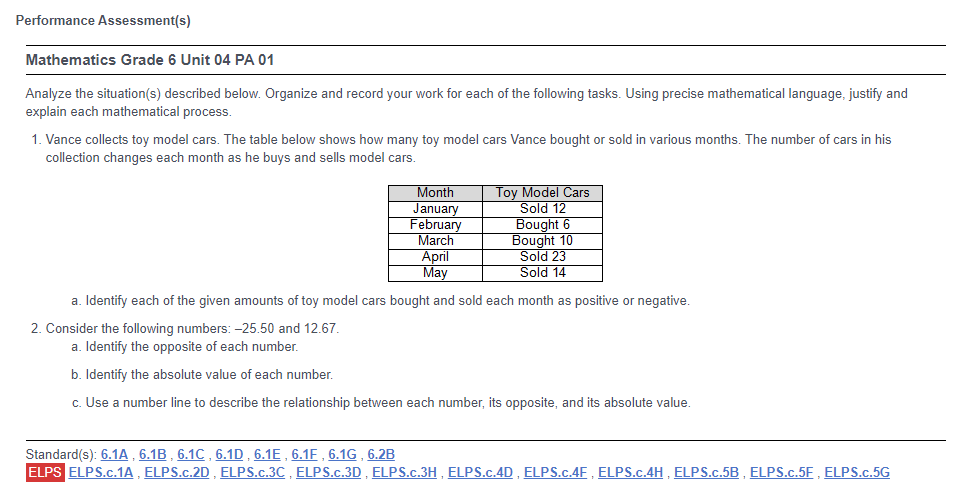 Performance Assessment(s)
Mathematics Grade 6 Unit 04 PA 01
Analyze the situation(s) described below. Organize and record your work for each of the following tasks. Using precise mathematical language, justify and
explain each mathematical process.
1. Vance collects toy model cars. The table below shows how many toy model cars Vance bought or sold in various months. The number of cars in his
collection changes each month as he buys and sells model cars.
Month Toy Model Cars
January Sold 12
February Bought 6
March Bought 10
April Sold 23
May Sold 14
a. Identify each of the given amounts of toy model cars bought and sold each month as positive or negative.
2. Consider the following numbers: –25.50 and 12.67.
a. Identify the opposite of each number.
b. Identify the absolute value of each number.
c. Use a number line to describe the relationship between each number, its opposite, and its absolute value.
Standard(s): 6.1A , 6.1B , 6.1C , 6.1D , 6.1E , 6.1F , 6.1G , 6.2B
ELPS ELPS.c.1A , ELPS.c.2D , ELPS.c.3C , ELPS.c.3D , ELPS.c.3H , ELPS.c.4D , ELPS.c.4F , ELPS.c.4H , ELPS.c.5B , ELPS.c.5F , ELPS.c.5G